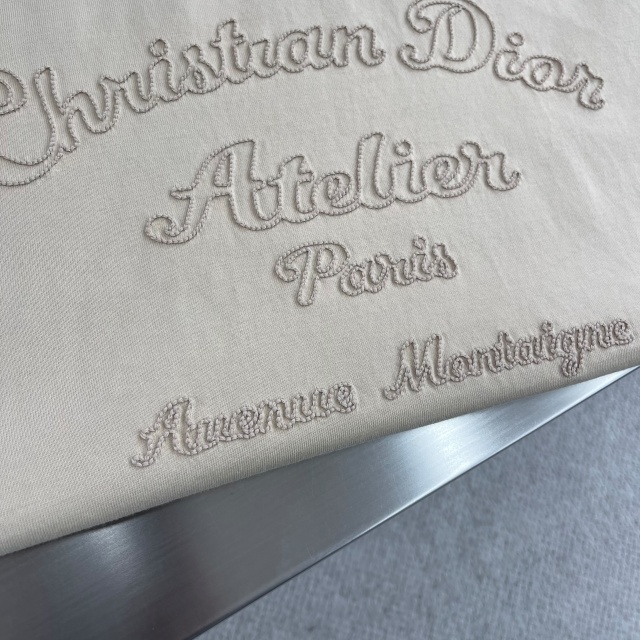 Christian Dior
Atelier
Paris
Avenue Montaigne